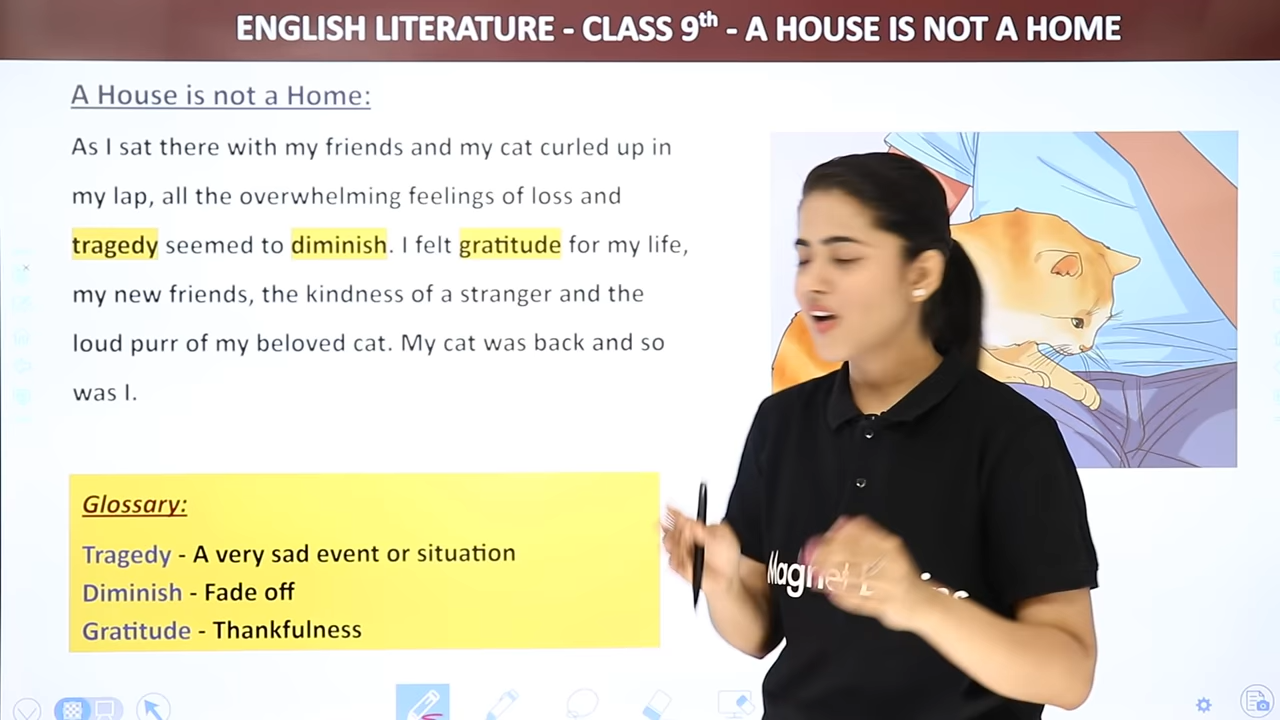 ENGLISH LITERATURE - CLASS 9th - A HOUSE IS NOT A HOME
A House is not a Home:
As I sat there with my friends and my cat curled up in
my lap, all the overwhelming feelings of loss and
tragedy seemed to diminish. I felt gratitude for my life,
my new friends, the kindness of a stranger and the
loud purr of my beloved cat. My cat was back and so
was I.
Glossary:
Tragedy - A very sad event or situation
Diminish - Fade off
Gratitude - Thankfulness